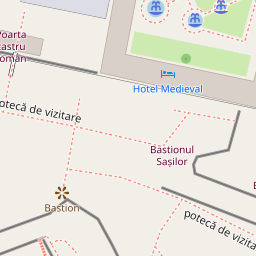 Poarta
castru
roman
Hotel Medieval
potecă de vizitare
Bastionul
Sașilor
Bastion
potecă de vizita